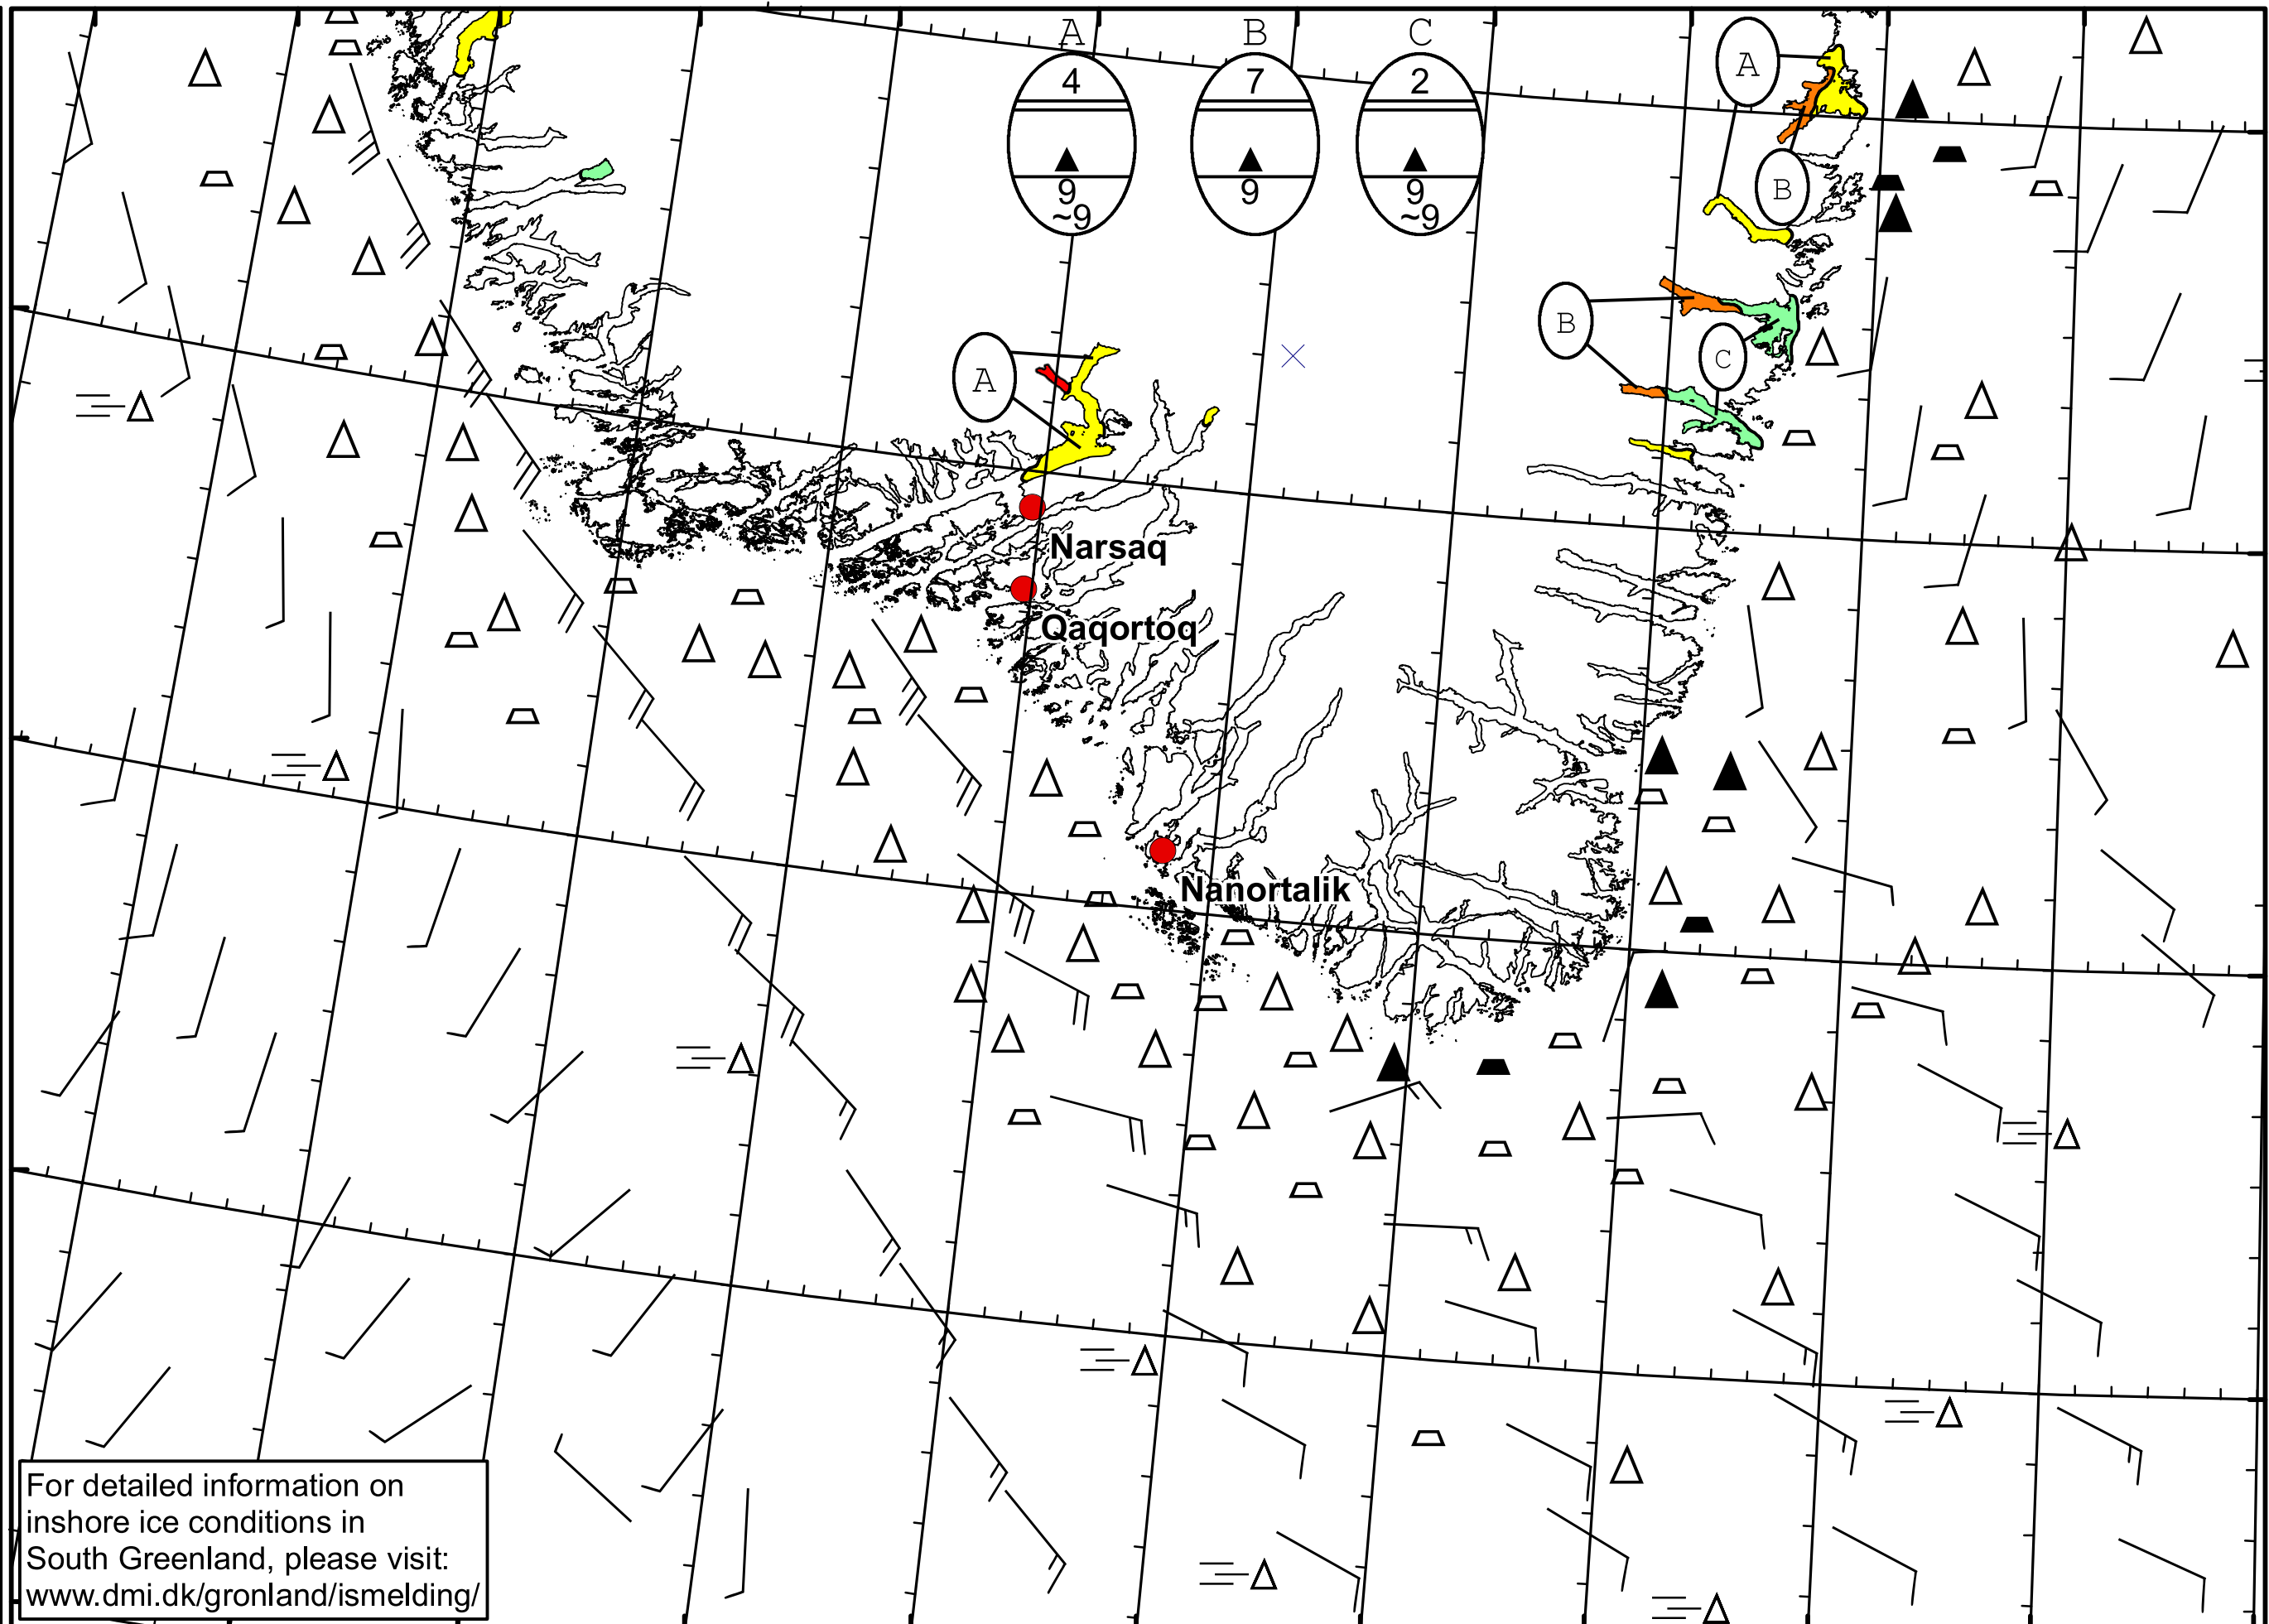 A B C
4 7 2
9 9 9
~9 ~9
A
B
B
C
A
Narsaq
Qaqortoq
Nanortalik
For detailed information on
inshore ice conditions in
South Greenland, please visit:
www.dmi.dk/gronland/ismelding/